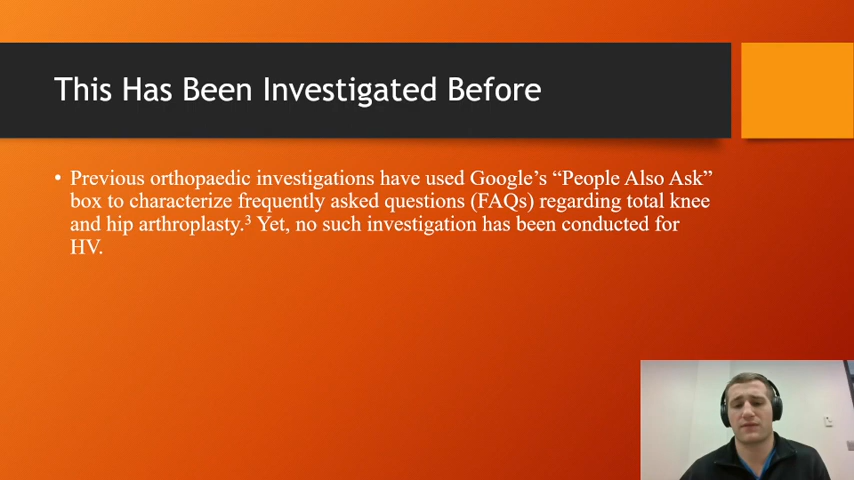 This Has Been Investigated Before
• Previous orthopaedic investigations have used Google’s “People Also Ask”
box to characterize frequently asked questions (FAQs) regarding total knee
and hip arthroplasty.³ Yet, no such investigation has been conducted for
HV.